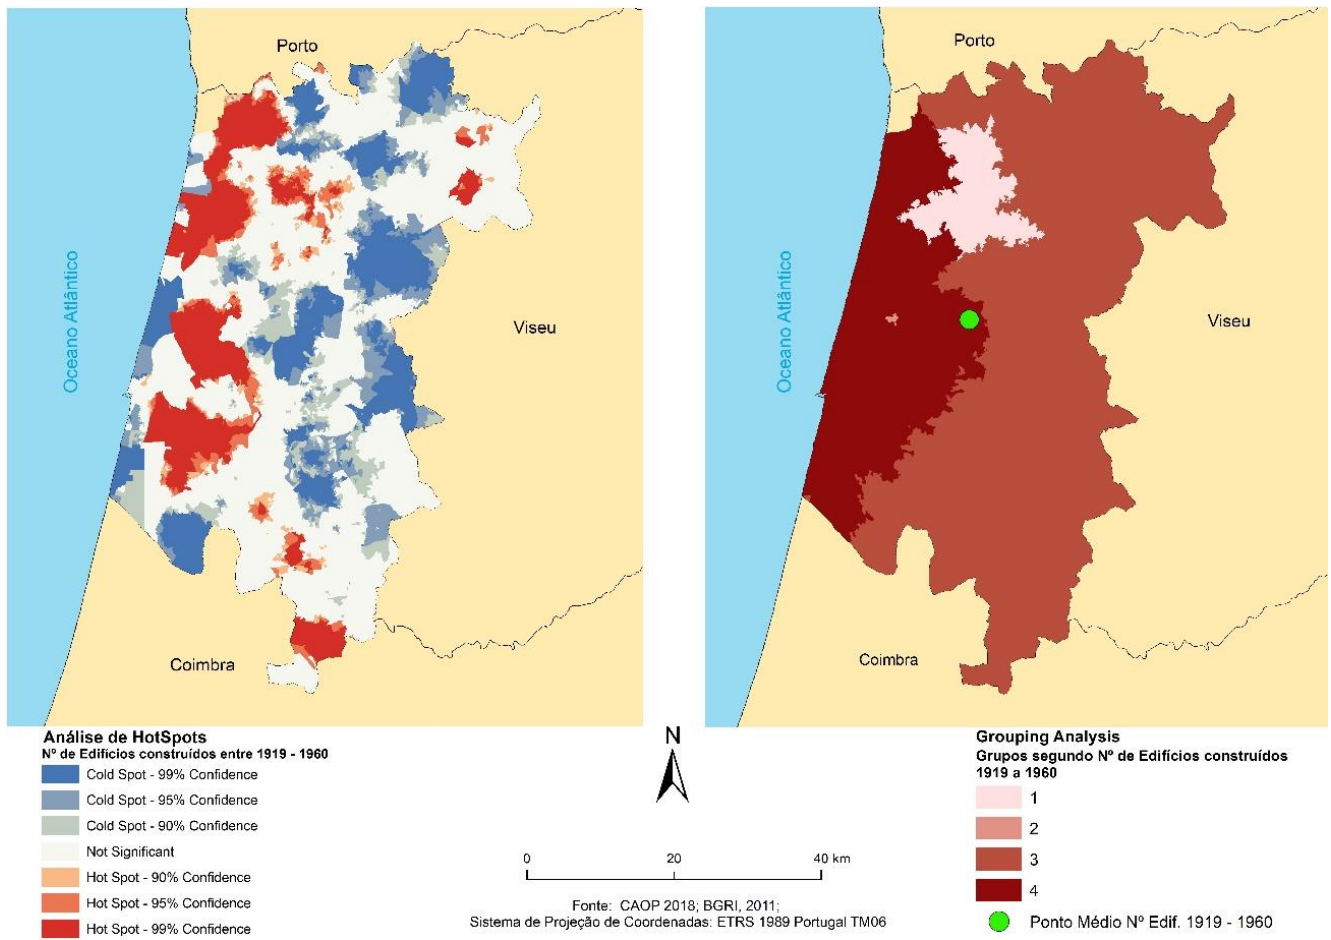 Porto
Oceano Atlântico
Viseu
Coimbra
Porto
Oceano Atlântico
Viseu
Coimbra
Análise de HotSpots
Nº de Edifícios construídos entre 1919 - 1960
Cold Spot - 99% Confidence
Cold Spot - 95% Confidence
Cold Spot - 90% Confidence
Not Significant
Hot Spot - 90% Confidence
Hot Spot - 95% Confidence
Hot Spot - 99% Confidence
N
0 20 40 km
Fonte: CAOP 2018; BGRI, 2011;
Sistema de Projeção de Coordenadas: ETRS 1989 Portugal TM06
Grouping Analysis
Grupos segundo Nº de Edifícios construídos
1919 a 1960
1
2
3
4
Ponto Médio Nº Edif. 1919 - 1960